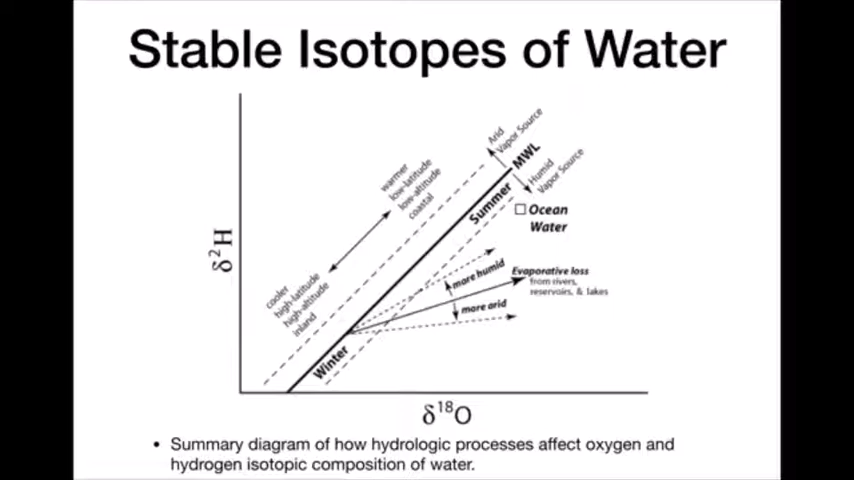 Stable Isotopes of Water
Arid
Vapor Source
MWL
Humid
Vapor Source
warmer
low-latitude
low-altitude
coastal
Summer
Ocean
Water
δ²H
cooler
high-latitude
high-altitude
inland
more humid
Evaporative loss
from rivers,
reservoirs, & lakes
more arid
Winter
δ¹⁸O
• Summary diagram of how hydrologic processes affect oxygen and
hydrogen isotopic composition of water.